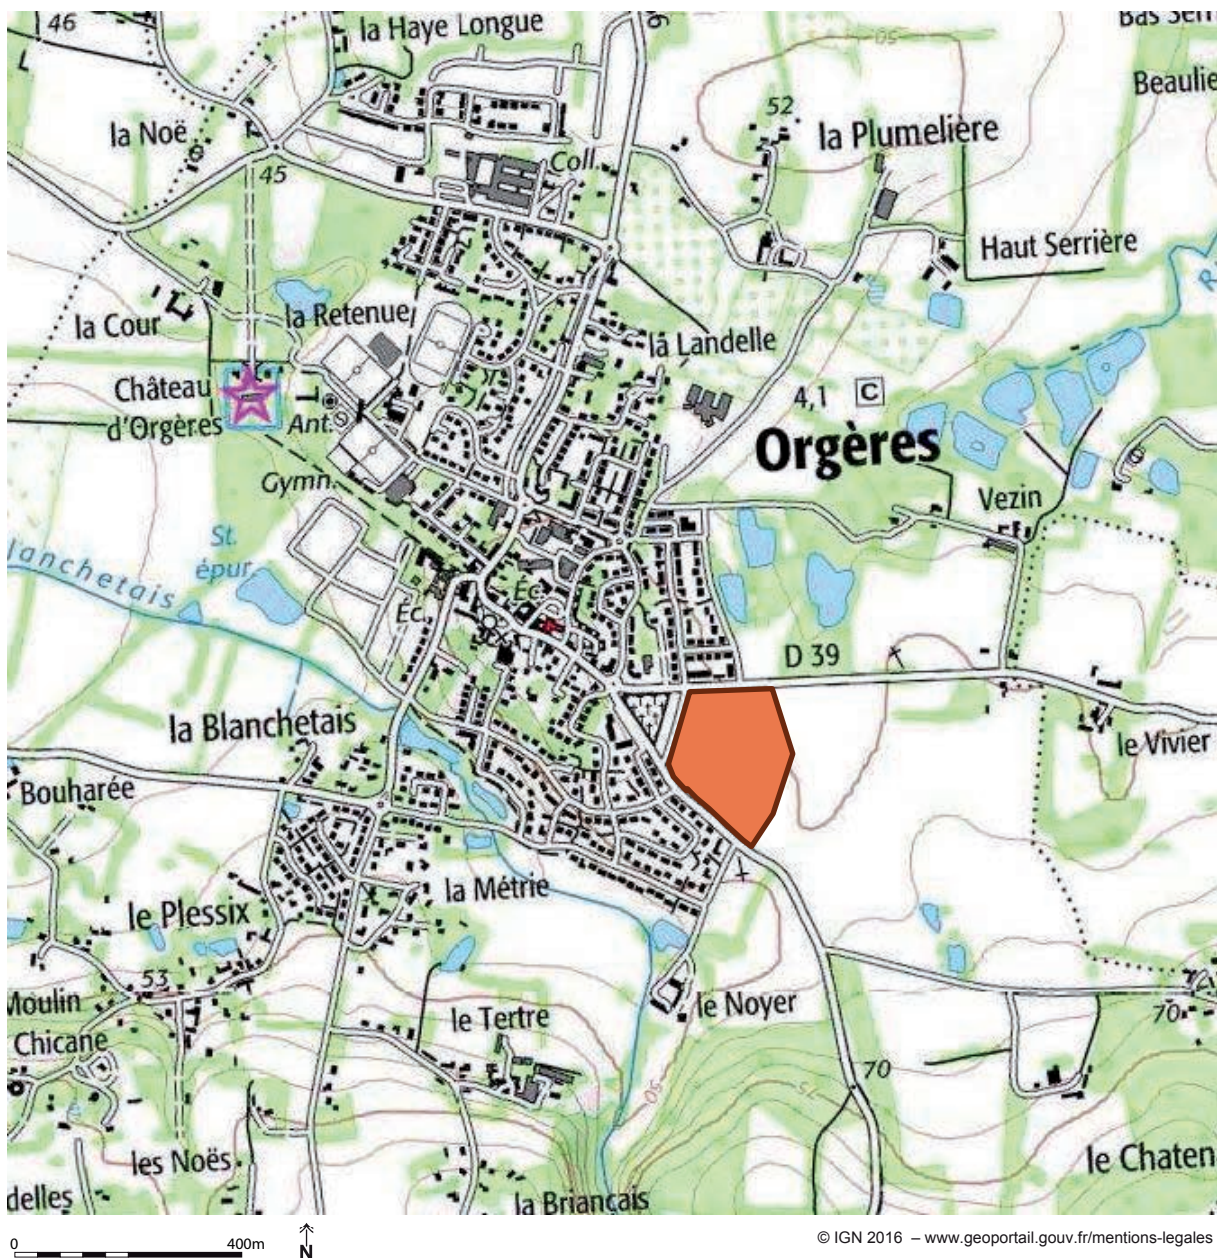 46
la Haye Longue
Beaulie
52
la Noë
la Plumelière
Coll.
45
Haut Serrière
R
la Retenue
la Cour
la Landelle
Château
d'Orgères
4,1 C
Ant.
Orgères
Gymn.
Vezin
St.
épur.
lanchetais
Éc.
Éc.
D 39
la Blanchetais
le Vivier
Bouharée
la Métrie
le Plessix
53
Moulin
le Noyer
70
le Tertre
Chicane
70
50
75
les Noës
le Chaten
delles
la Briançais
0 400m N
© IGN 2016 – www.geoportail.gouv.fr/mentions-legales